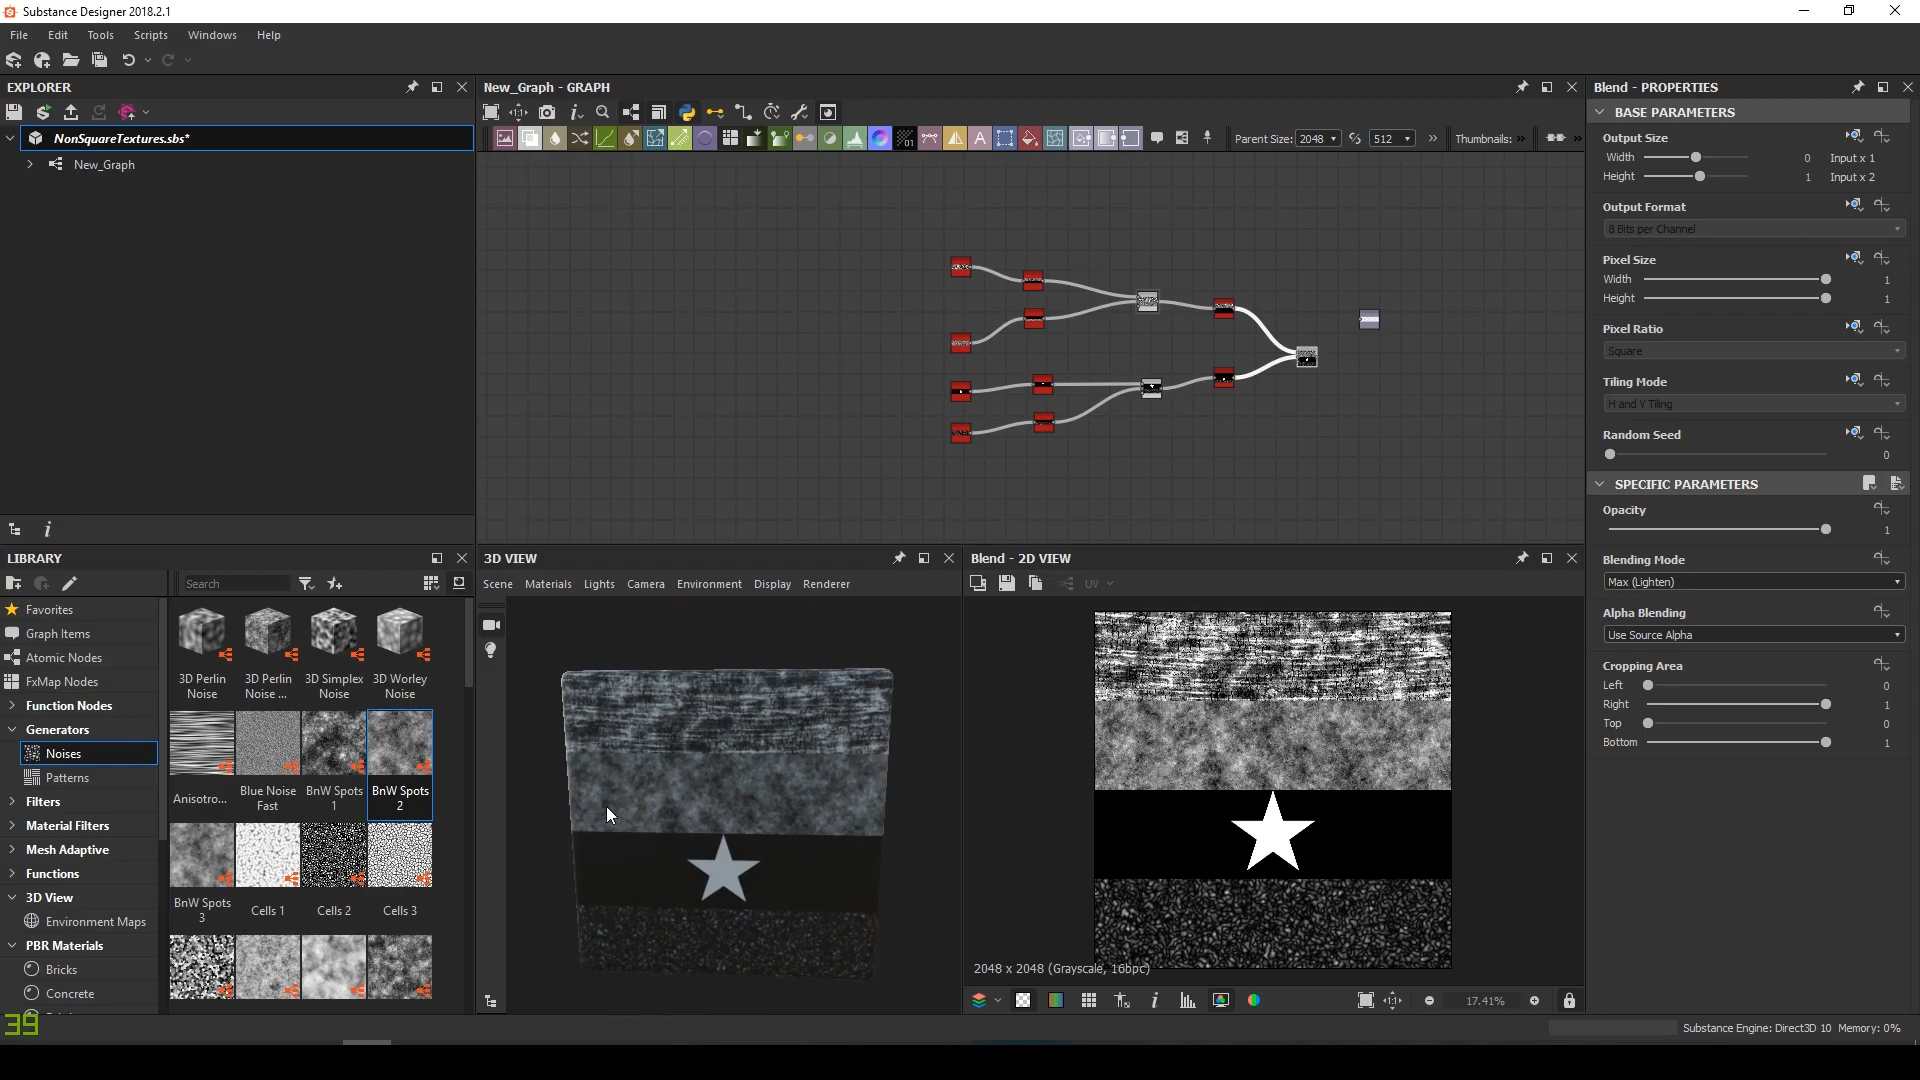 Substance Designer 2018.2.1
File Edit Tools Scripts Windows Help
EXPLORER
NonSquareTextures.sbs*
New_Graph
New_Graph - GRAPH
Parent Size: 2048 512 » Thumbnails: » »
Blend - PROPERTIES
BASE PARAMETERS
Output Size
Width 0 Input x 1
Height 1 Input x 2
Output Format
8 Bits per Channel
Pixel Size
Width 1
Height 1
Pixel Ratio
Square
Tiling Mode
H and V Tiling
Random Seed
0
SPECIFIC PARAMETERS
Opacity
1
Blending Mode
Max (Lighten)
Alpha Blending
Use Source Alpha
Cropping Area
Left 0
Right 1
Top 0
Bottom 1
LIBRARY
Search
Favorites
Graph Items
Atomic Nodes
FxMap Nodes
Function Nodes
Generators
Noises
Patterns
Filters
Material Filters
Mesh Adaptive
Functions
3D View
Environment Maps
PBR Materials
Bricks
Concrete
3D Perlin Noise
3D Perlin Noise ...
3D Simplex Noise
3D Worley Noise
Anisotro...
Blue Noise Fast
BnW Spots 1
BnW Spots 2
BnW Spots 3
Cells 1
Cells 2
Cells 3
3D VIEW
Scene Materials Lights Camera Environment Display Renderer
Blend - 2D VIEW
UV
2048 x 2048 (Grayscale, 16bpc)
17.41%
39
Substance Engine: Direct3D 10 Memory: 0%